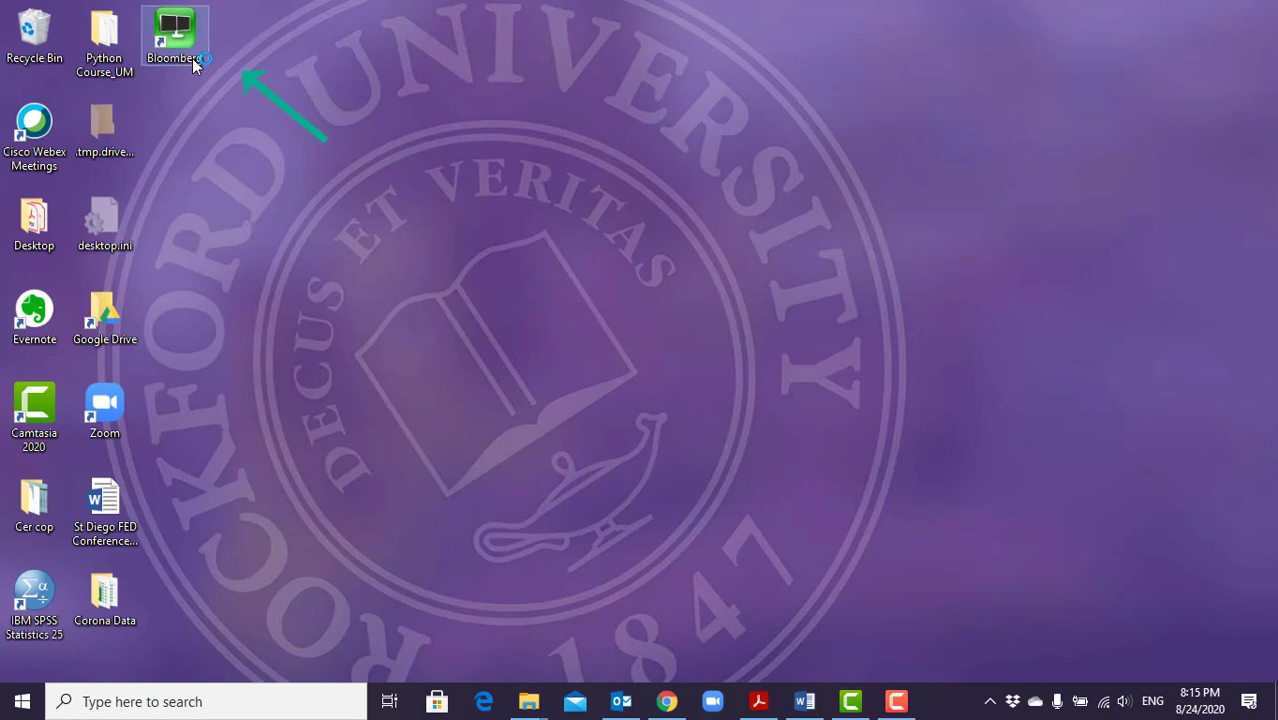 Recycle Bin
Python
Course_UM
Cisco Webex
Meetings
.tmp.drive...
Desktop
desktop.ini
Evernote
Google Drive
Camtasia
2020
Zoom
Cer cop
St Diego FED
Conference...
IBM SPSS
Statistics 25
Corona Data
ROCKFORD UNIVERSITY
DECUS ET VERITAS
1847
Type here to search
ENG
8:15 PM
8/24/2020